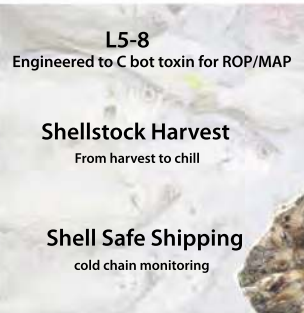 L5-8
Engineered to C bot toxin for ROP/MAP
Shellstock Harvest
From harvest to chill
Shell Safe Shipping
cold chain monitoring